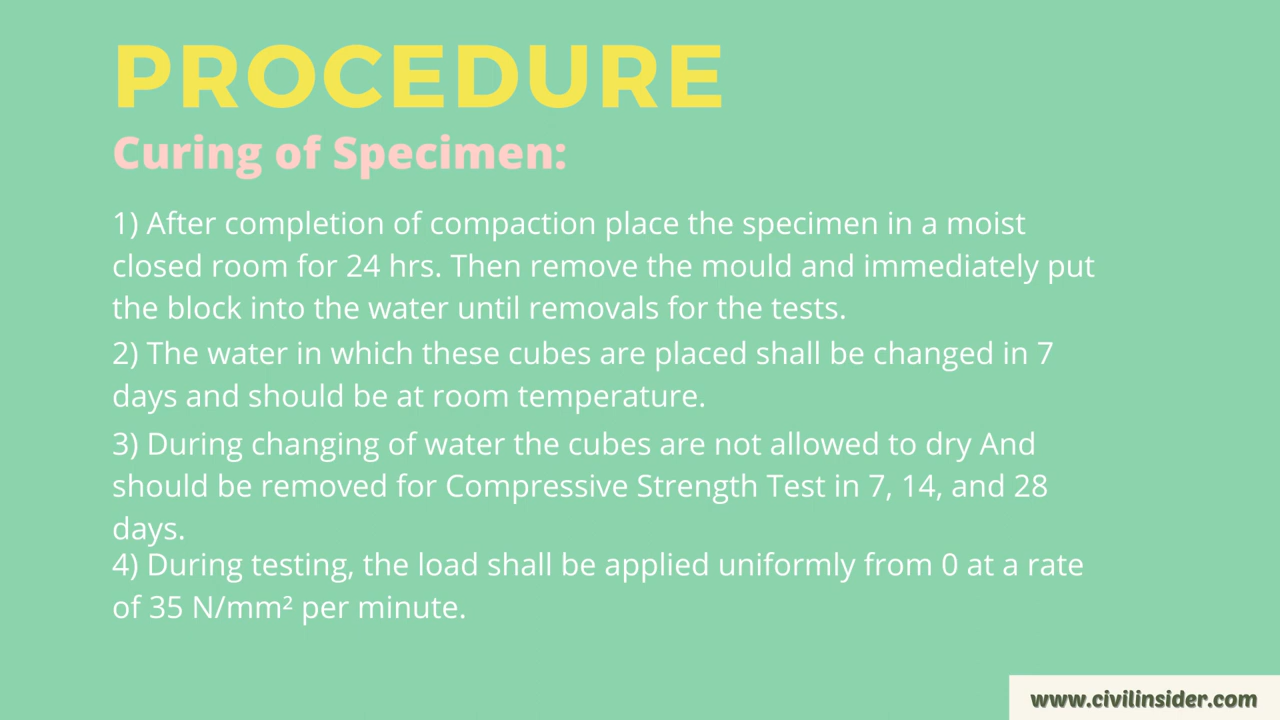 PROCEDURE
Curing of Specimen:
1) After completion of compaction place the specimen in a moist
closed room for 24 hrs. Then remove the mould and immediately put
the block into the water until removals for the tests.
2) The water in which these cubes are placed shall be changed in 7
days and should be at room temperature.
3) During changing of water the cubes are not allowed to dry And
should be removed for Compressive Strength Test in 7, 14, and 28
days.
4) During testing, the load shall be applied uniformly from 0 at a rate
of 35 N/mm² per minute.
www.civilinsider.com